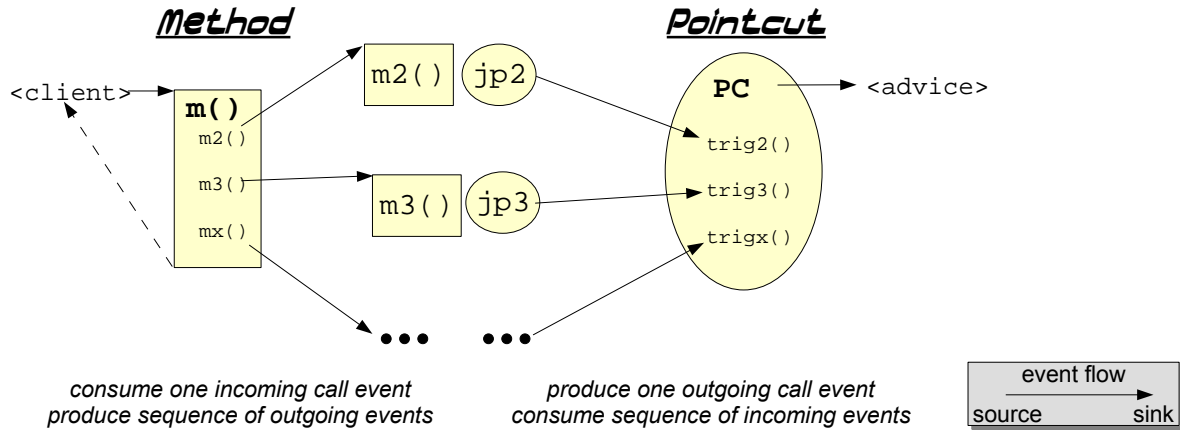 Method
Pointcut
<client>
m()
m2()
m3()
mx()
m2()
jp2
m3()
jp3
PC
trig2()
trig3()
trigx()
<advice>
••• •••
consume one incoming call event
produce sequence of outgoing events
produce one outgoing call event
consume sequence of incoming events
event flow
source sink